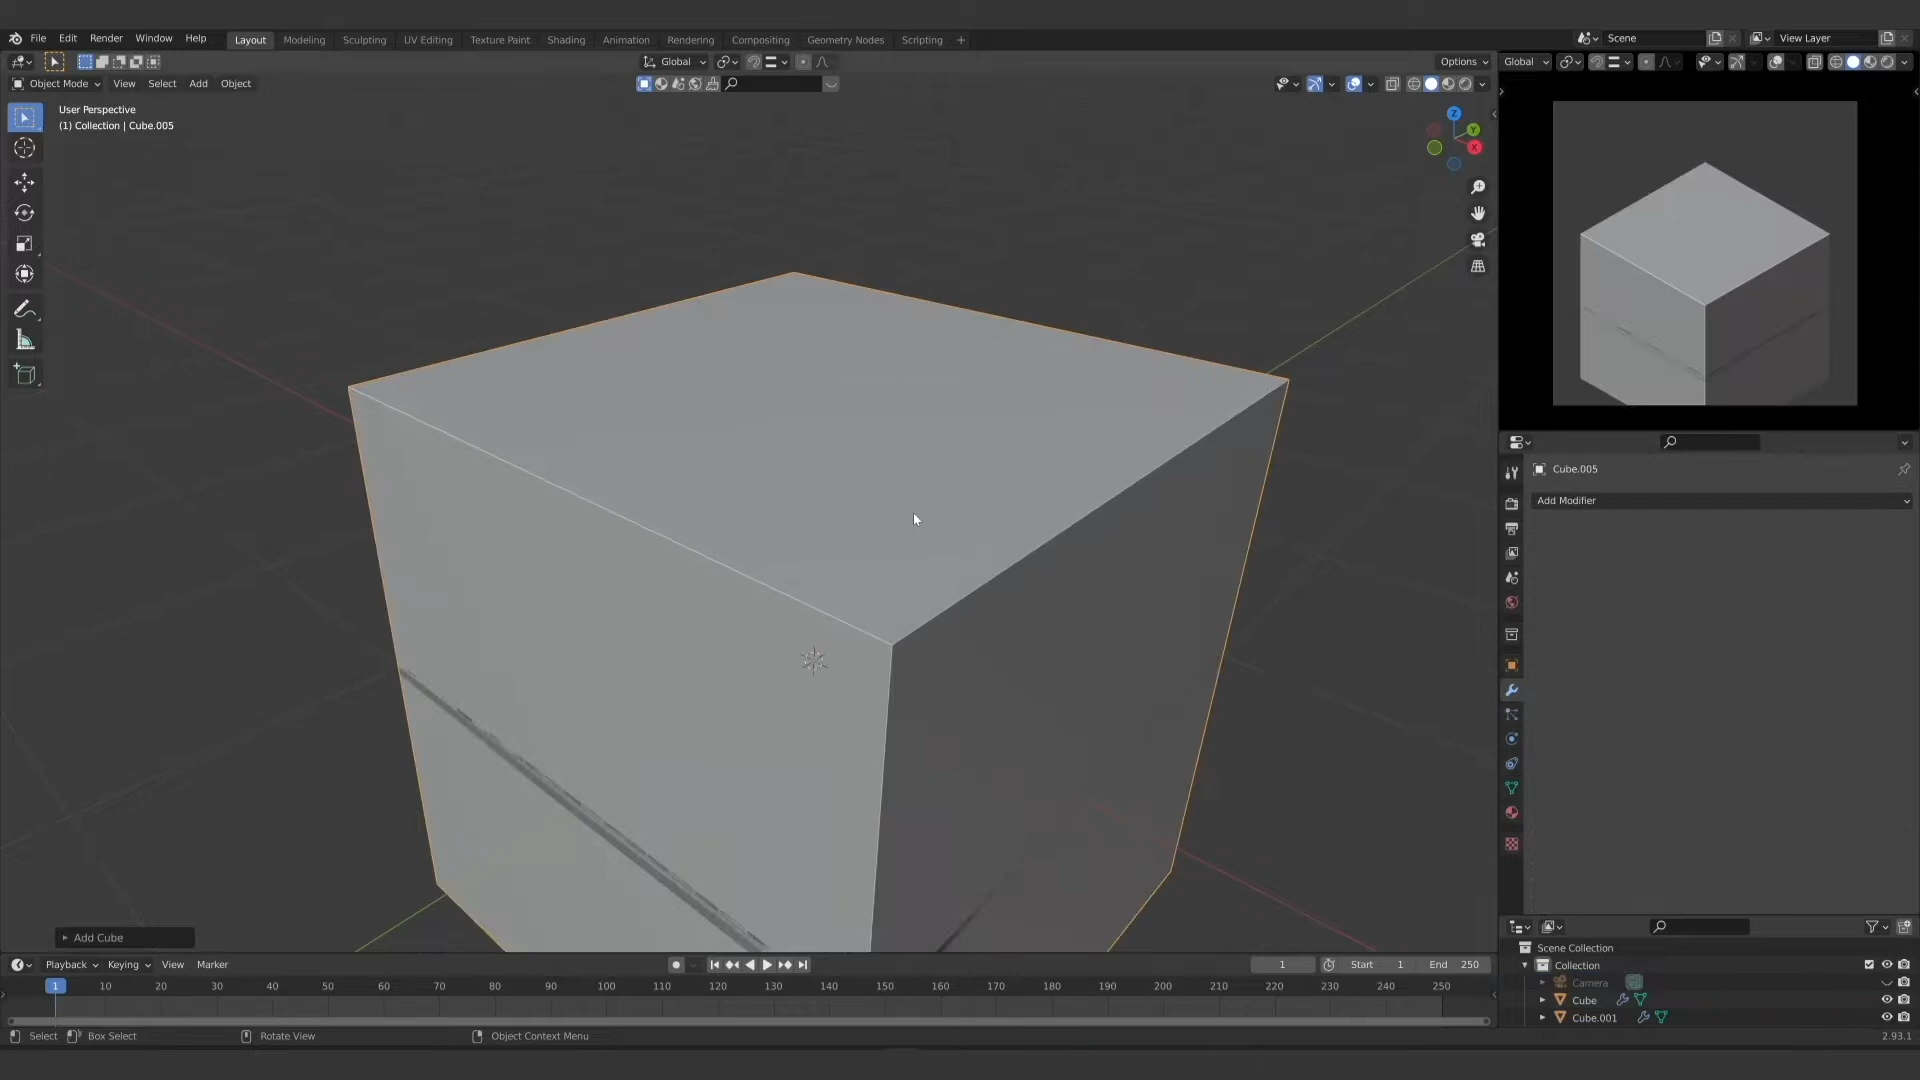 File Edit Render Window Help Layout Modeling Sculpting UV Editing Texture Paint Shading Animation Rendering Compositing Geometry Nodes Scripting + Scene View Layer
Global Options Global
Object Mode View Select Add Object
User Perspective
(1) Collection | Cube.005
Z
Y
X
Cube.005
Add Modifier
Add Cube
Scene Collection
Collection
Camera
Cube
Cube.001
Playback Keying View Marker 1 Start 1 End 250
1 10 20 30 40 50 60 70 80 90 100 110 120 130 140 150 160 170 180 190 200 210 220 230 240 250
Select Box Select Rotate View Object Context Menu 2.93.1